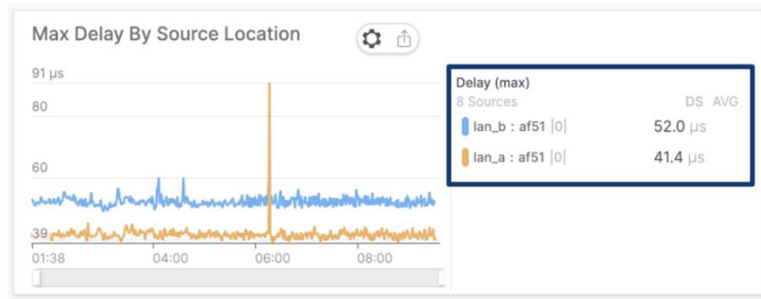 Max Delay By Source Location
91 µs
80
60
39
01:38 04:00 06:00 08:00
Delay (max)
8 Sources DS AVG
lan_b : af51 |0| 52.0 µs
lan_a : af51 |0| 41.4 µs